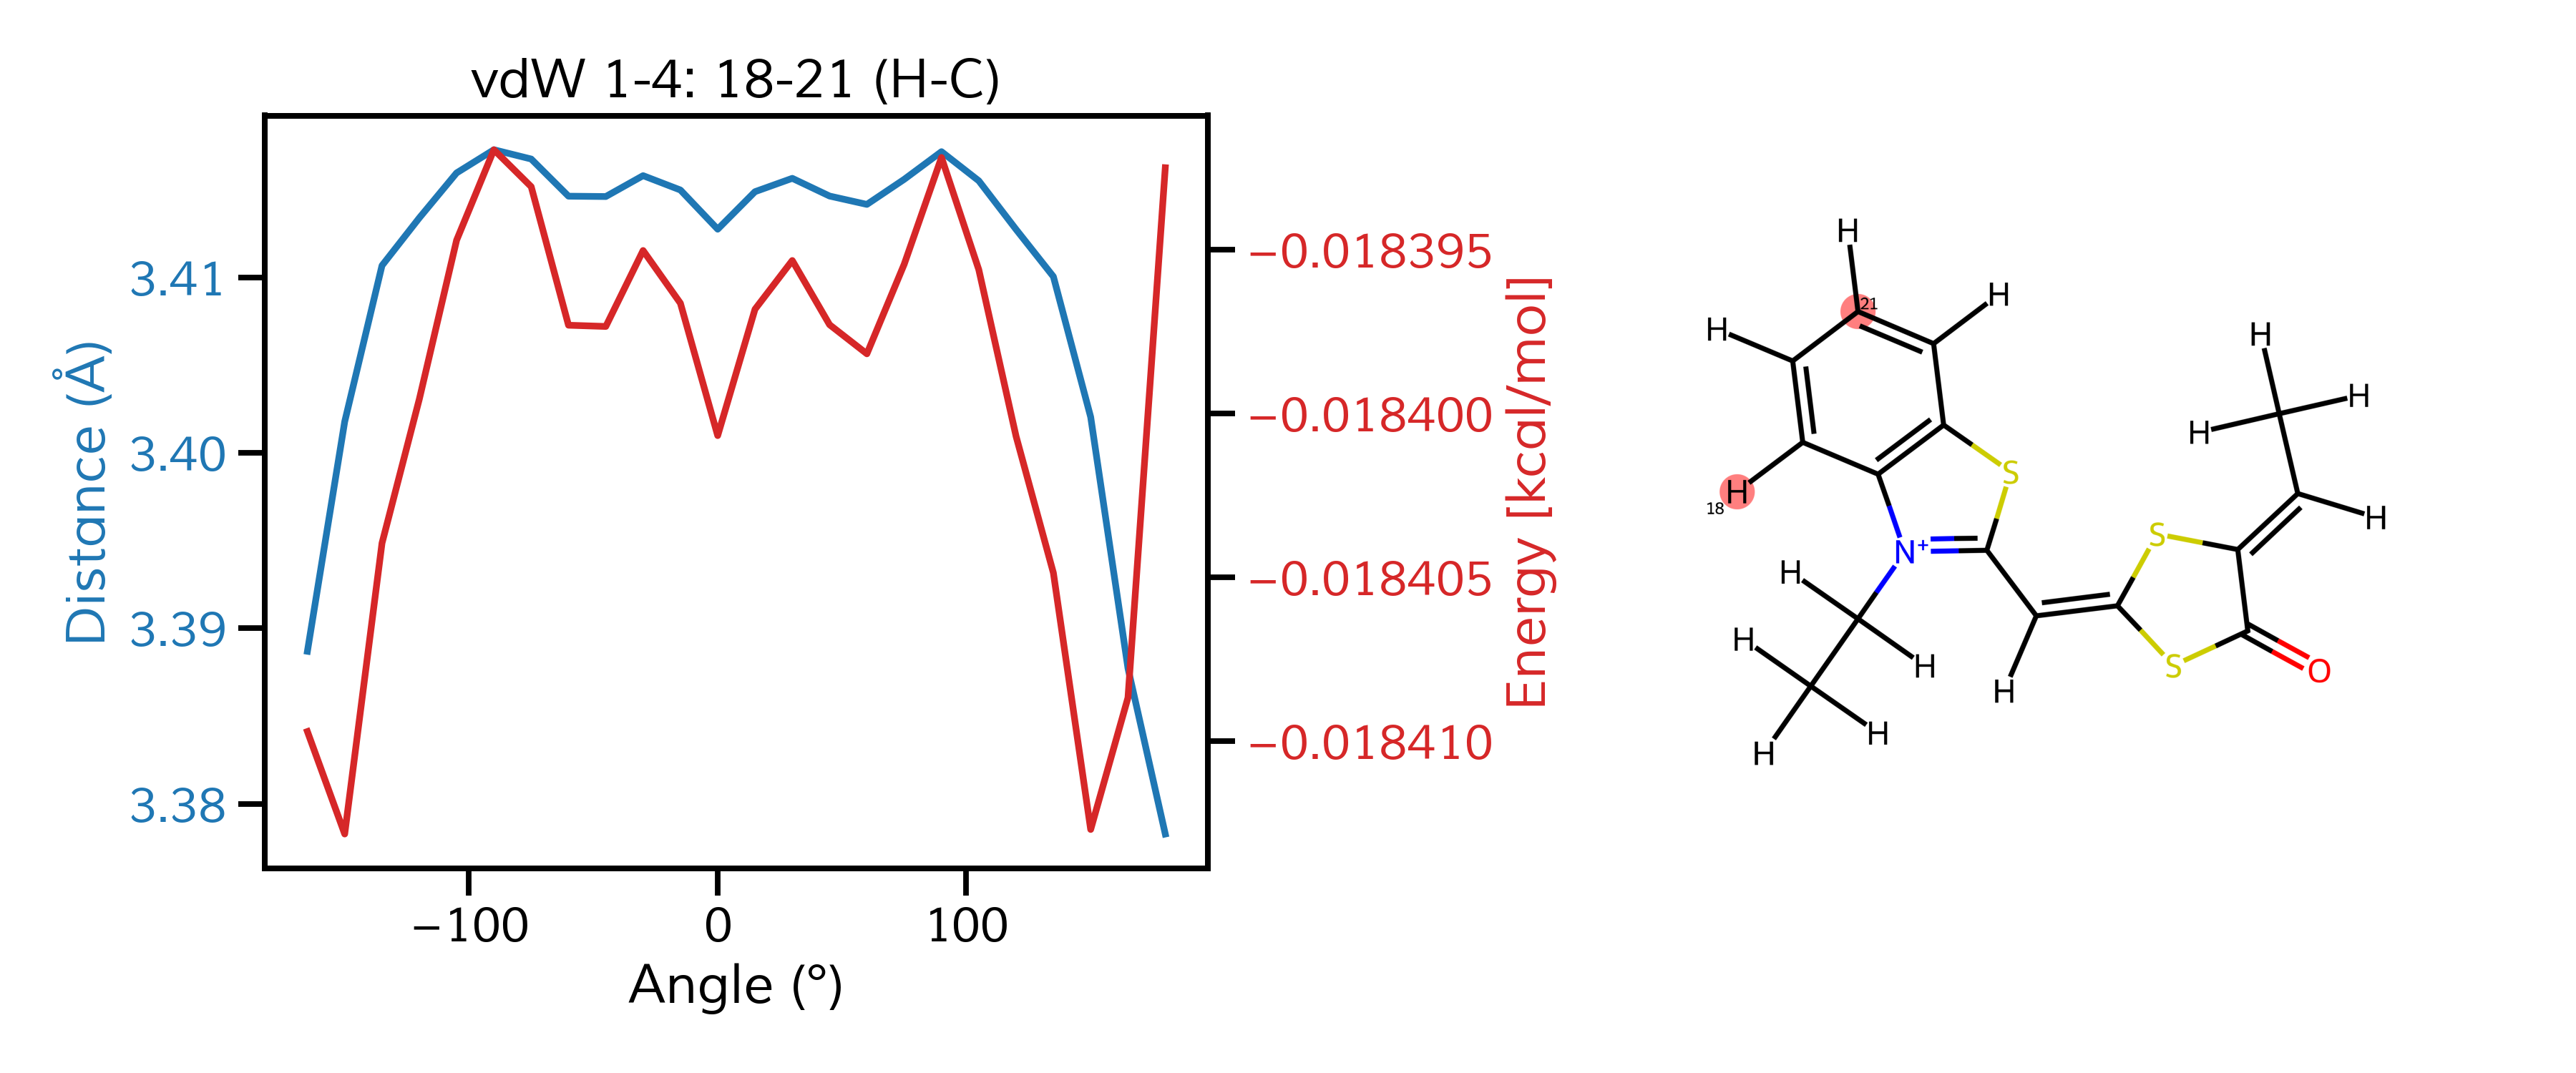 vdW 1-4: 18-21 (H-C)
Distance (Å)
3.41
3.40
3.39
3.38
−100
0
100
Angle (°)
−0.018395
−0.018400
−0.018405
−0.018410
Energy [kcal/mol]
H
H
21
H
H
H
H
S
H
18
H
S
H
N+
H
H
H
S
O
H
H
H
H